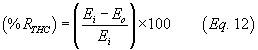 (% R_THC) = ((E_i − E_o) / E_i) × 100 (Eq. 12)